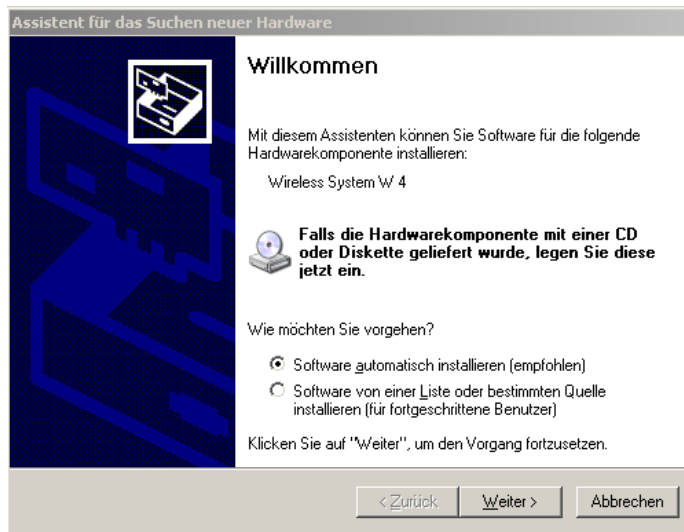 Assistent für das Suchen neuer Hardware
Willkommen
Mit diesem Assistenten können Sie Software für die folgende
Hardwarekomponente installieren:
Wireless System W 4
Falls die Hardwarekomponente mit einer CD
oder Diskette geliefert wurde, legen Sie diese
jetzt ein.
Wie möchten Sie vorgehen?
Software automatisch installieren (empfohlen)
Software von einer Liste oder bestimmten Quelle
installieren (für fortgeschrittene Benutzer)
Klicken Sie auf "Weiter", um den Vorgang fortzusetzen.
< Zurück Weiter > Abbrechen